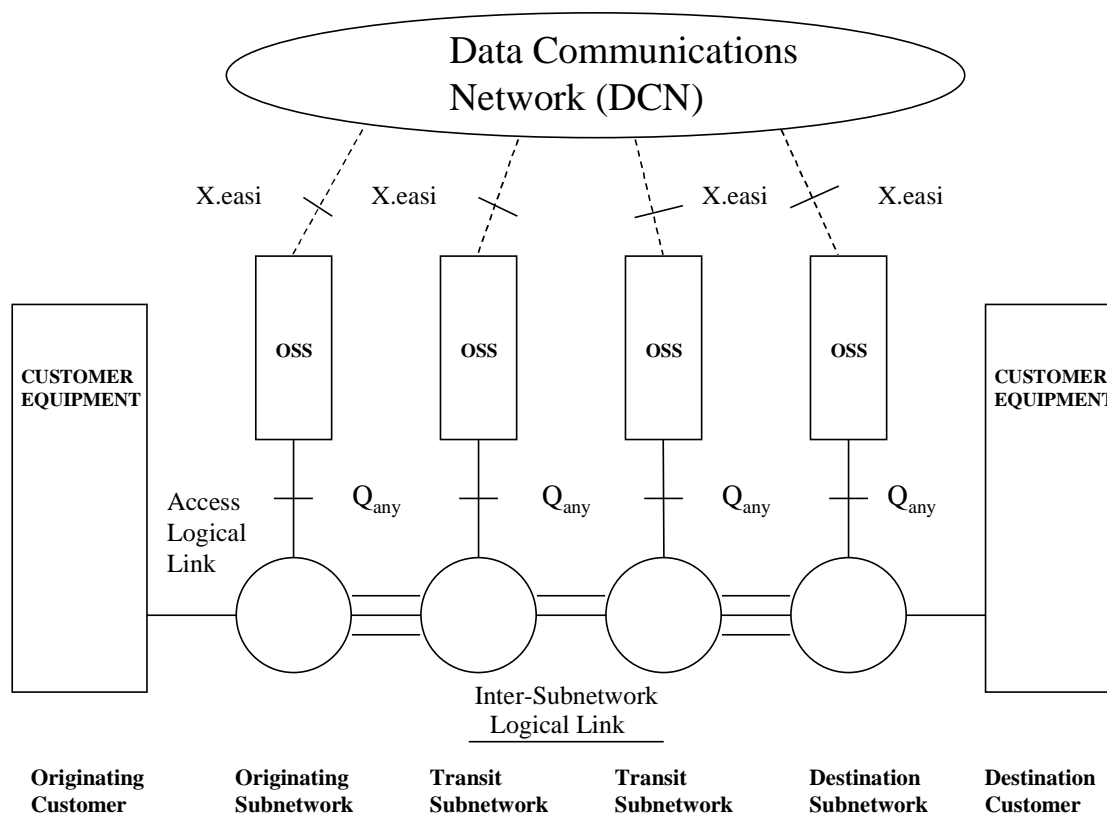 Data Communications
Network (DCN)
X.easi
X.easi
X.easi
X.easi
OSS
OSS
OSS
OSS
CUSTOMER
EQUIPMENT
CUSTOMER
EQUIPMENT
Access
Logical
Link
Qany
Qany
Qany
Qany
Inter-Subnetwork
Logical Link
Originating
Customer
Originating
Subnetwork
Transit
Subnetwork
Transit
Subnetwork
Destination
Subnetwork
Destination
Customer